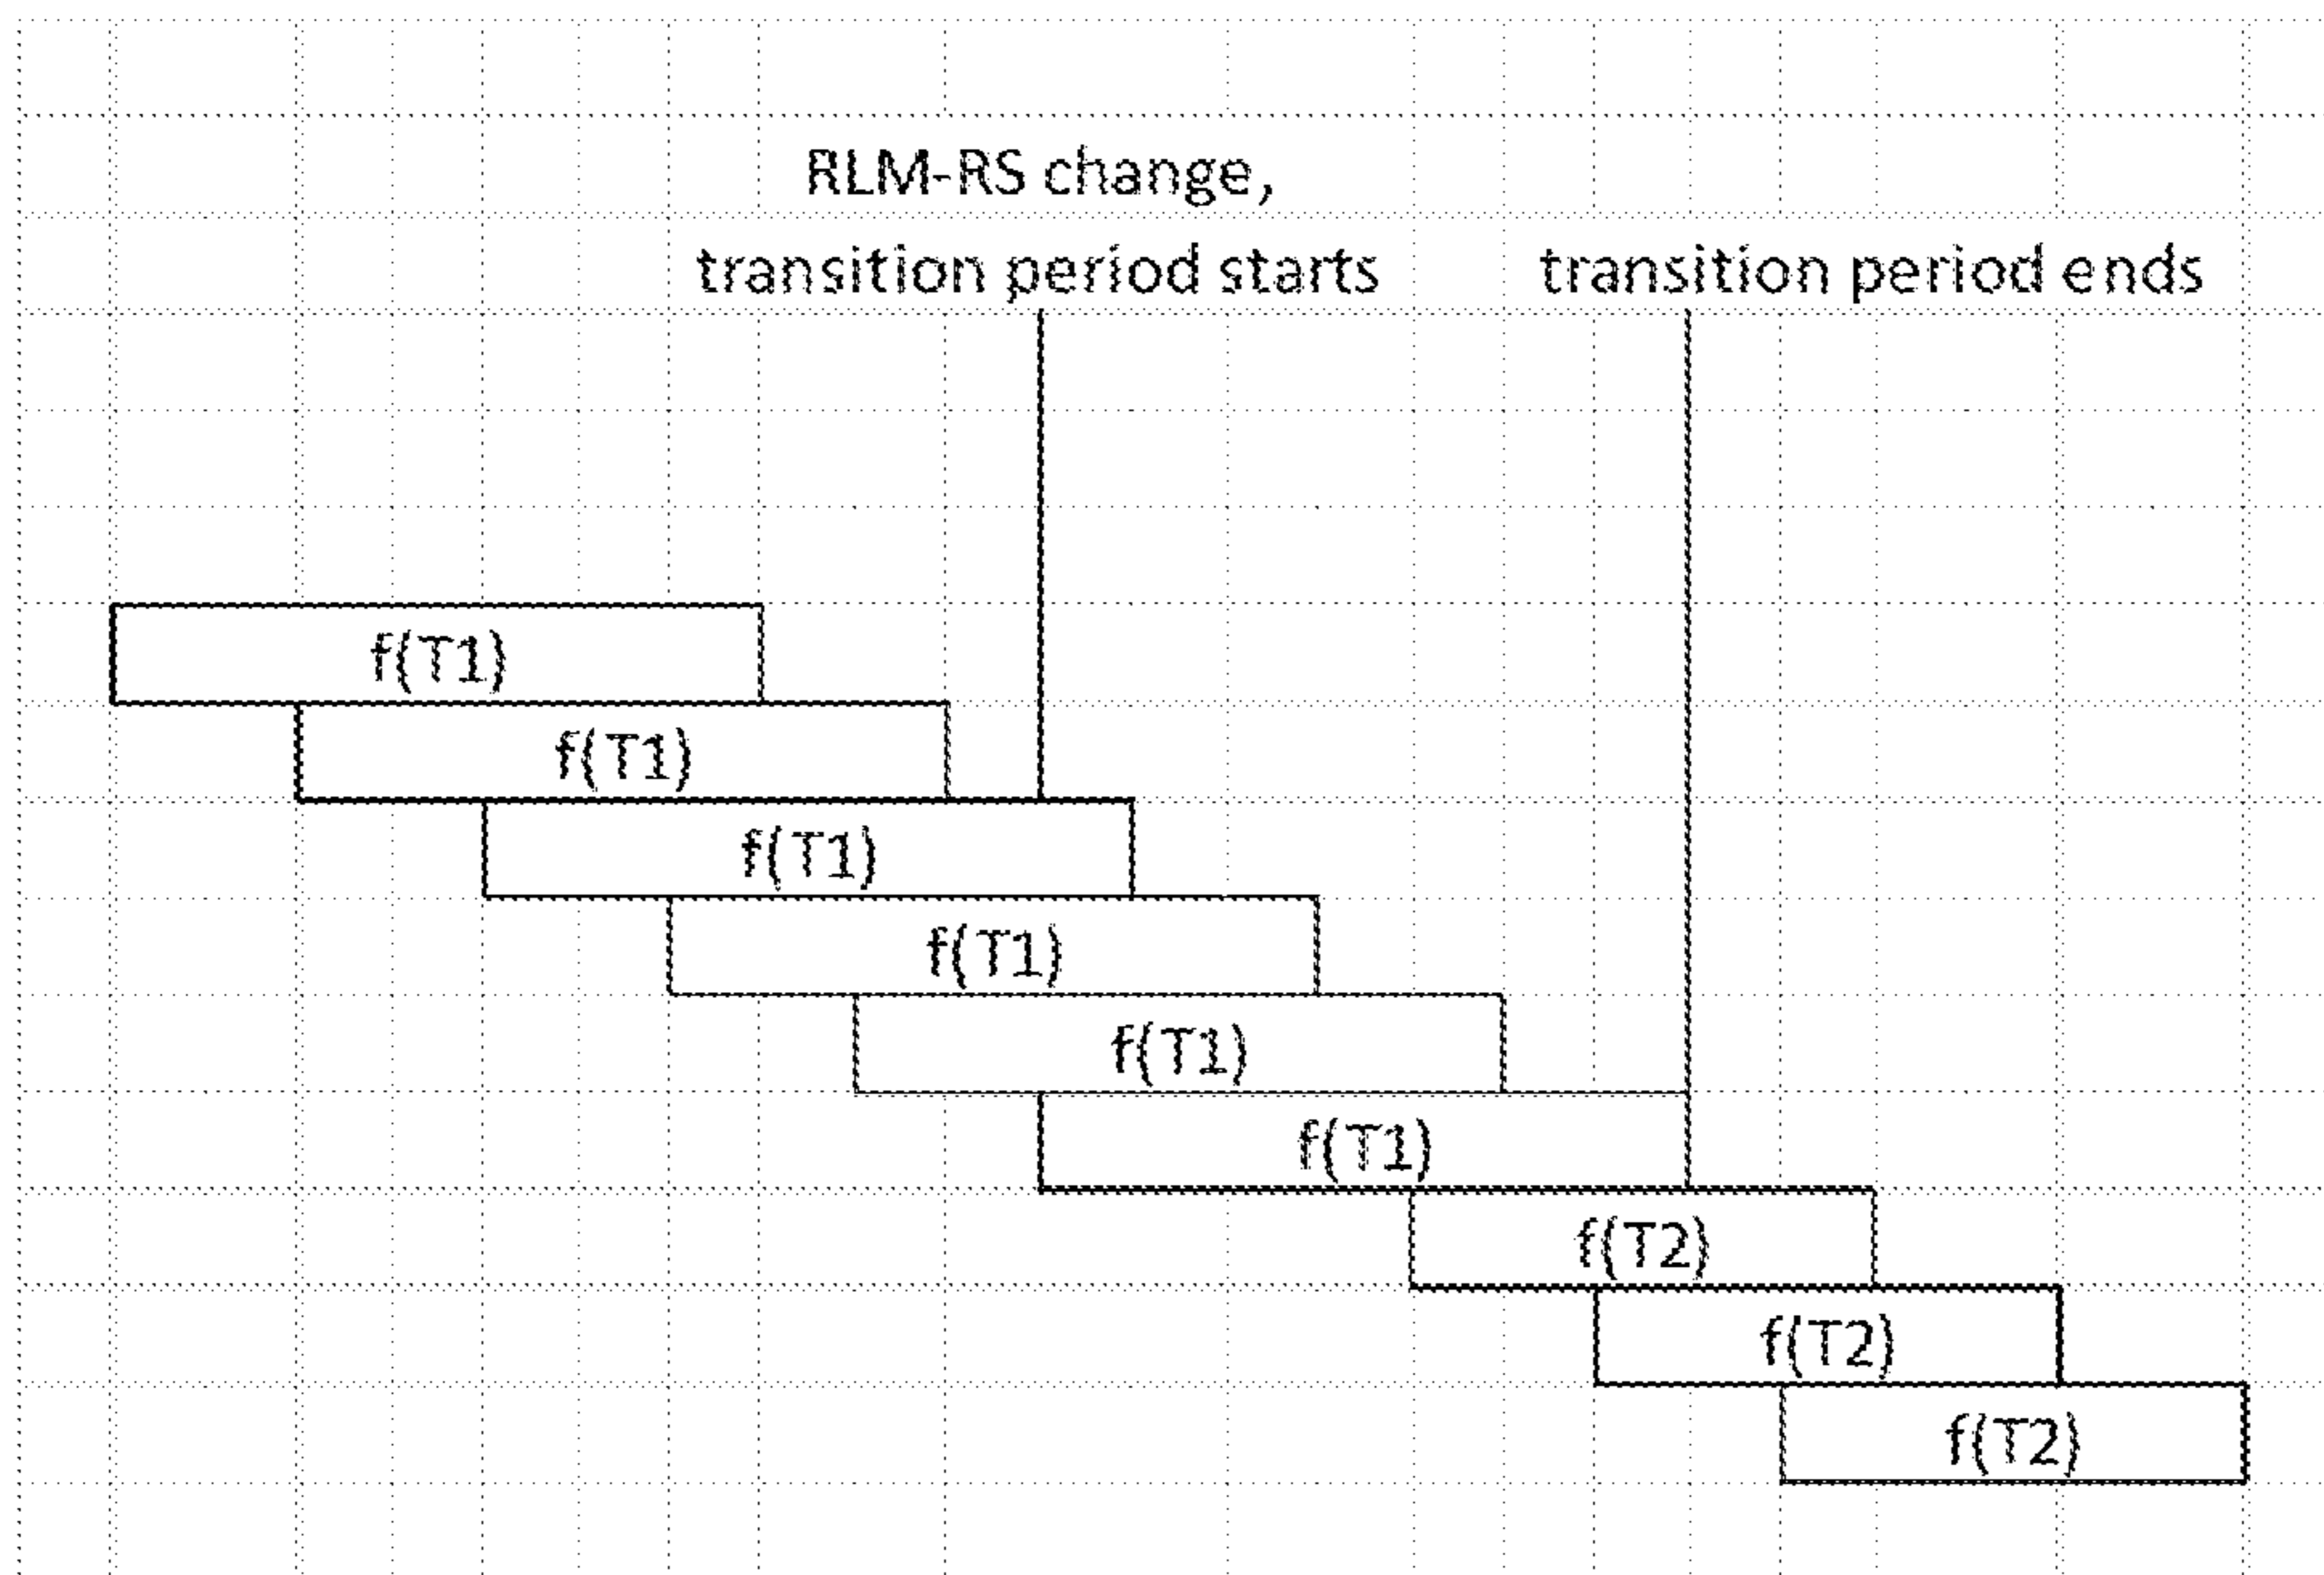 RLM-RS change,
transition period starts
transition period ends
f(T1)
f(T1)
f(T1)
f(T1)
f(T1)
f(T1)
f(T2)
f(T2)
f(T2)